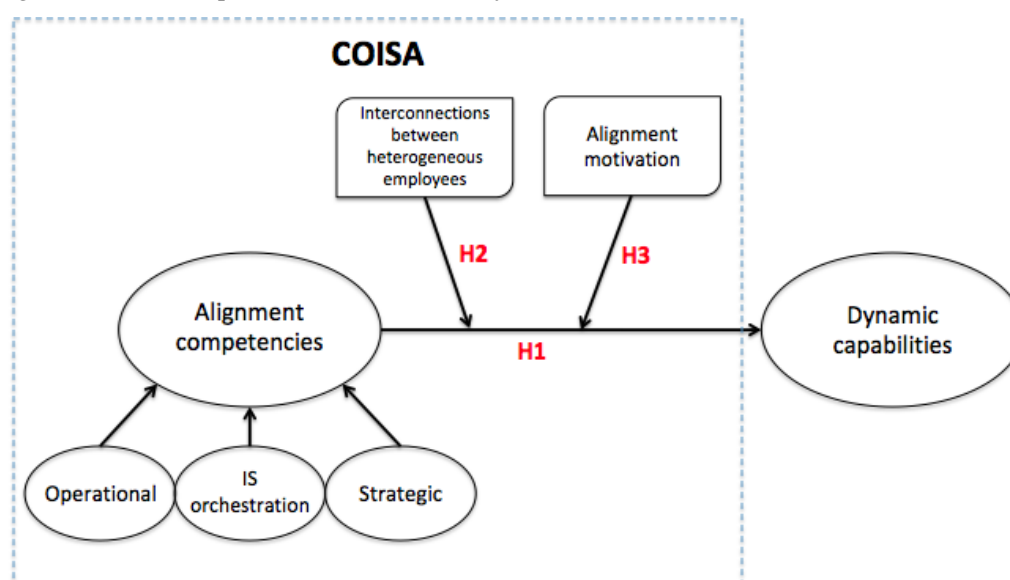 COISA
Interconnections
between
heterogeneous
employees
Alignment
motivation
H2
H3
Alignment
competencies
H1
Dynamic
capabilities
Operational
IS
orchestration
Strategic